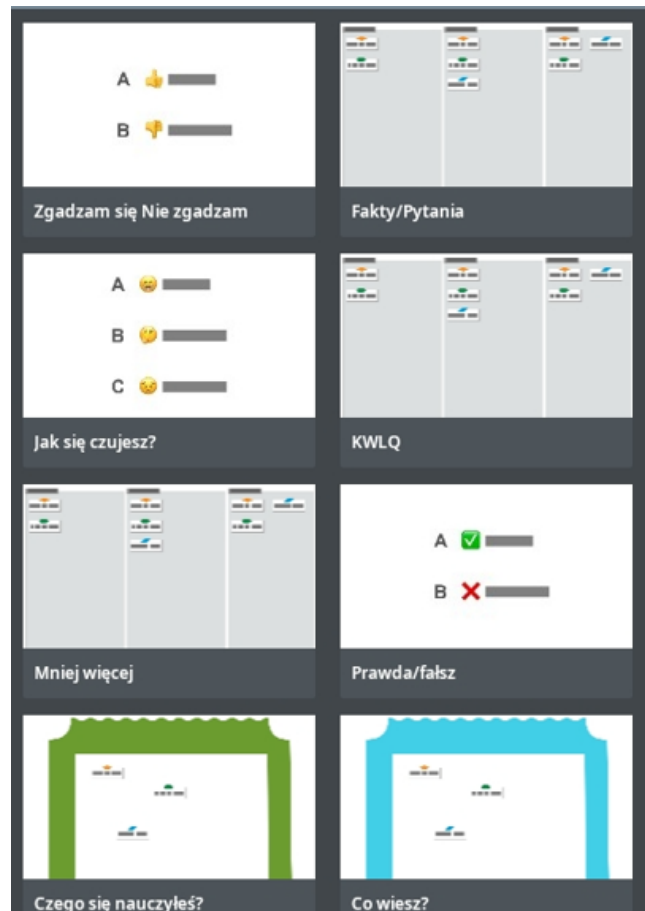 A
B
Zgadzam się Nie zgadzam
Fakty/Pytania
A
B
C
Jak się czujesz?
KWLQ
Mniej więcej
A
B
Prawda/fałsz
Czego się nauczyłeś?
Co wiesz?